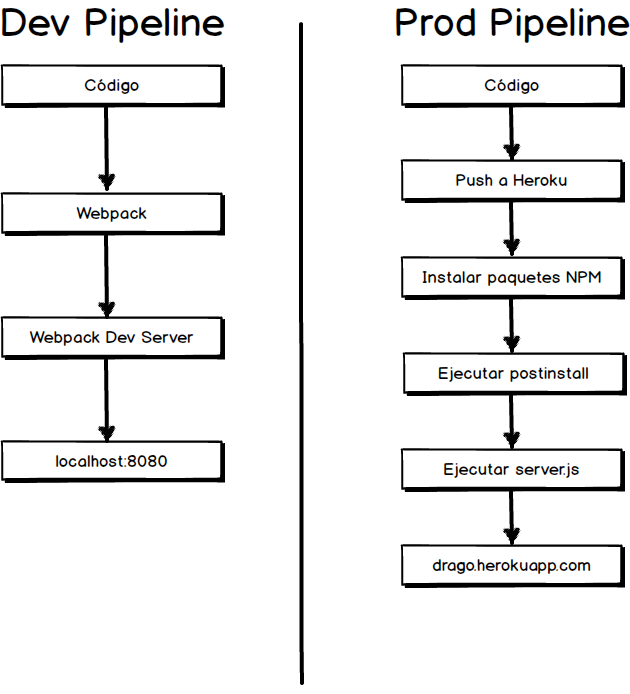 Dev Pipeline
Código
Webpack
Webpack Dev Server
localhost:8080
Prod Pipeline
Código
Push a Heroku
Instalar paquetes NPM
Ejecutar postinstall
Ejecutar server.js
drago.herokuapp.com